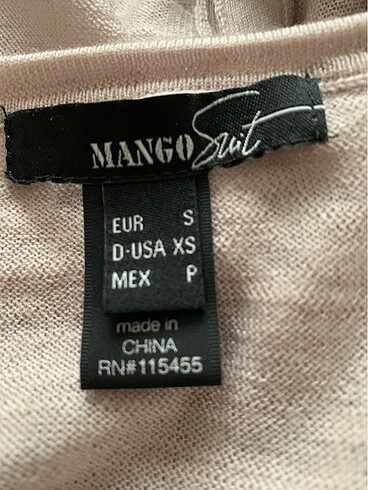 MANGO Suit
EUR S
D-USA XS
MEX P
made in
CHINA
RN#115455